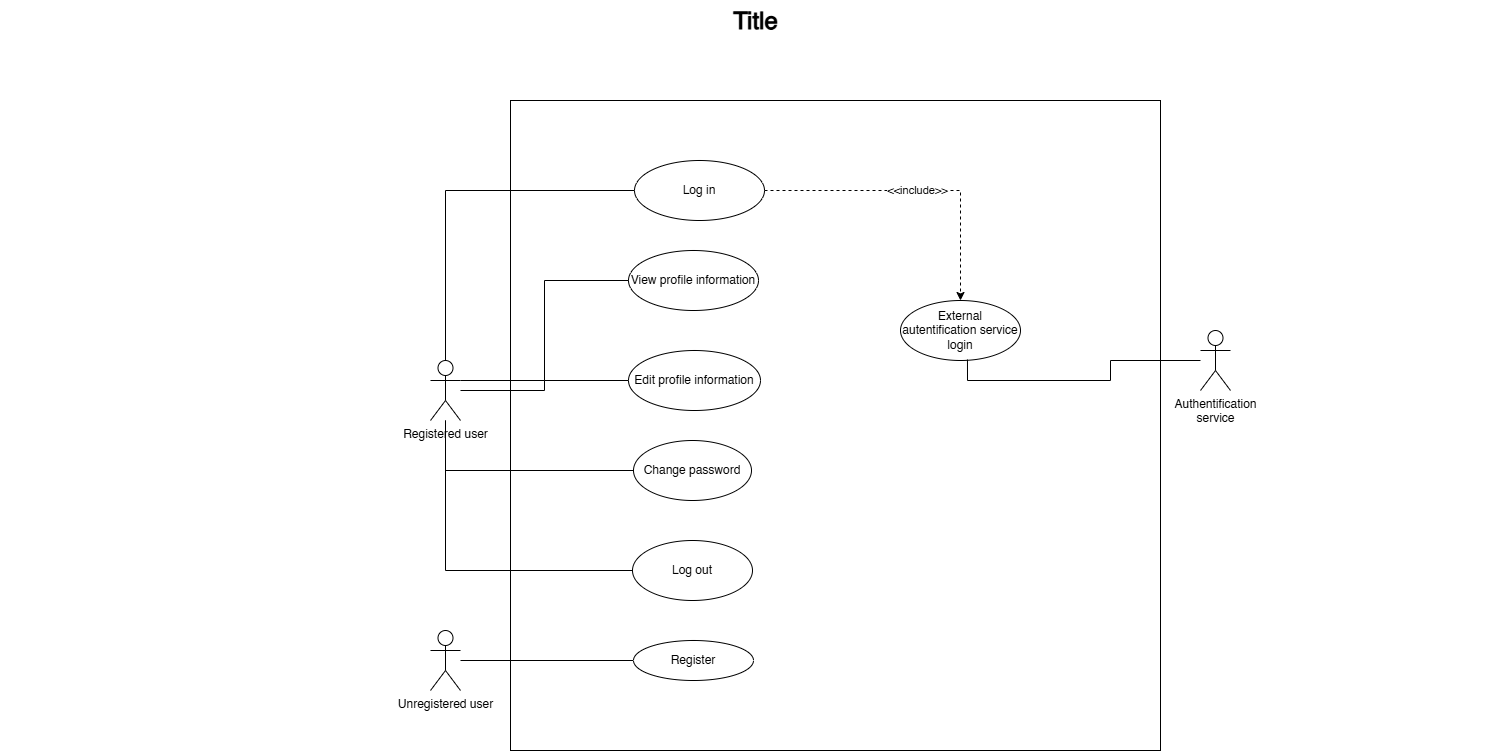 Title
Log in
<<include>>
View profile information
External
autentification service
login
Edit profile information
Authentification
service
Registered user
Change password
Log out
Register
Unregistered user